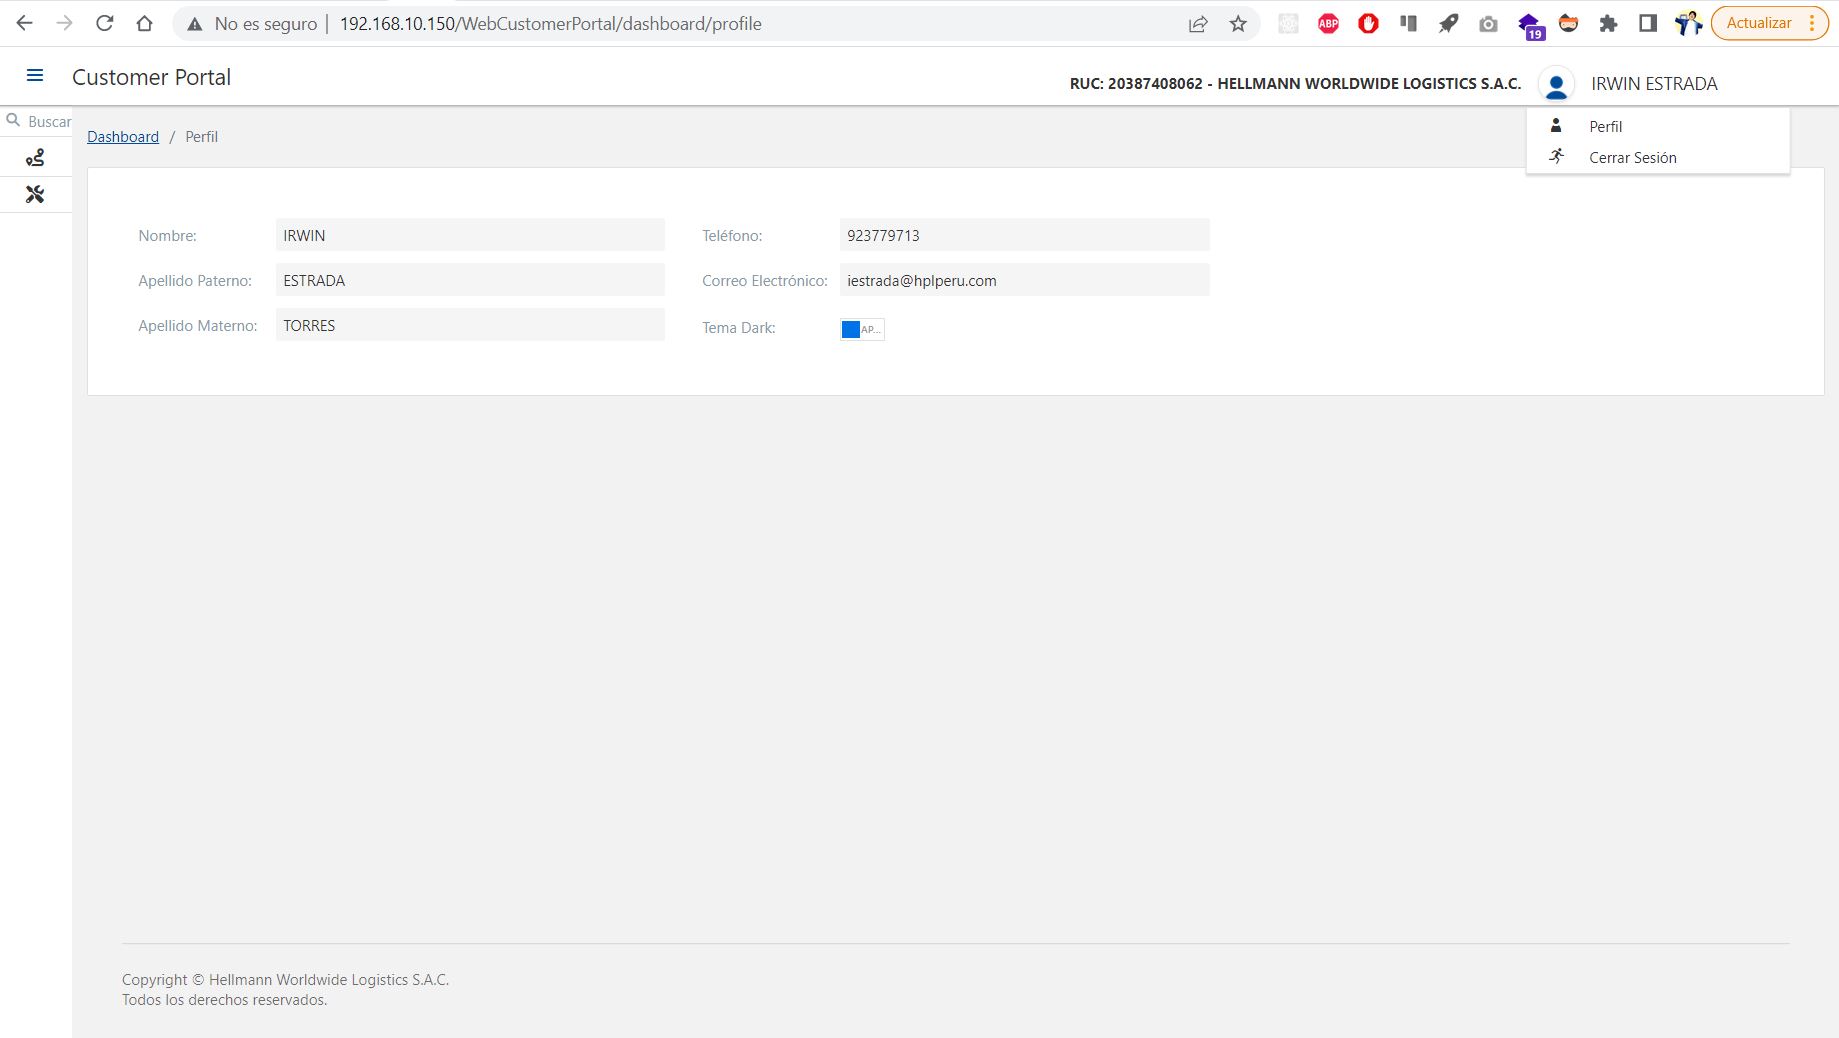 No es seguro 192.168.10.150/WebCustomerPortal/dashboard/profile ABP 19 Actualizar
Customer Portal
RUC: 20387408062 - HELLMANN WORLDWIDE LOGISTICS S.A.C. IRWIN ESTRADA
Buscar
Dashboard / Perfil
Perfil
Cerrar Sesión
Nombre: IRWIN Teléfono: 923779713
Apellido Paterno: ESTRADA Correo Electrónico: iestrada@hplperu.com
Apellido Materno: TORRES Tema Dark: AP...
Copyright © Hellmann Worldwide Logistics S.A.C.
Todos los derechos reservados.